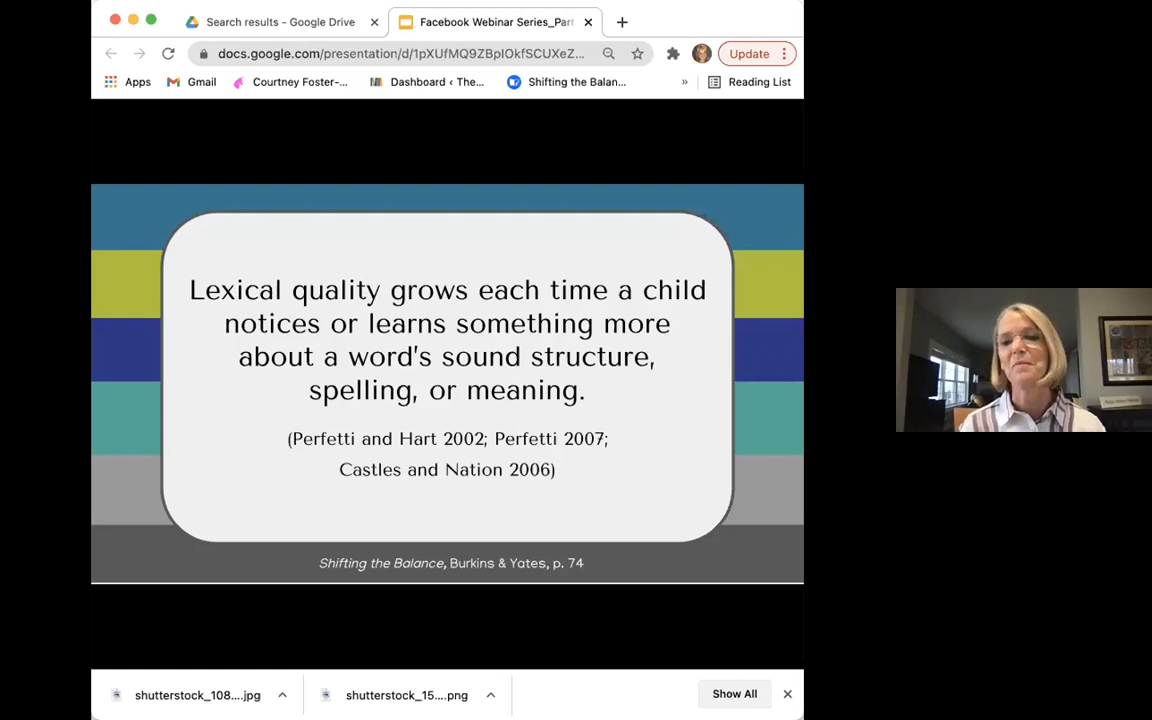 Search results - Google Drive
Facebook Webinar Series_Part
docs.google.com/presentation/d/1pXUfMQ9ZBpIOkfSCUXeZ...
Update
Apps
Gmail
Courtney Foster-...
Dashboard ‹ The...
Shifting the Balan...
»
Reading List
Lexical quality grows each time a child
notices or learns something more
about a word's sound structure,
spelling, or meaning.
(Perfetti and Hart 2002; Perfetti 2007;
Castles and Nation 2006)
Shifting the Balance, Burkins & Yates, p. 74
shutterstock_108....jpg
shutterstock_15....png
Show All